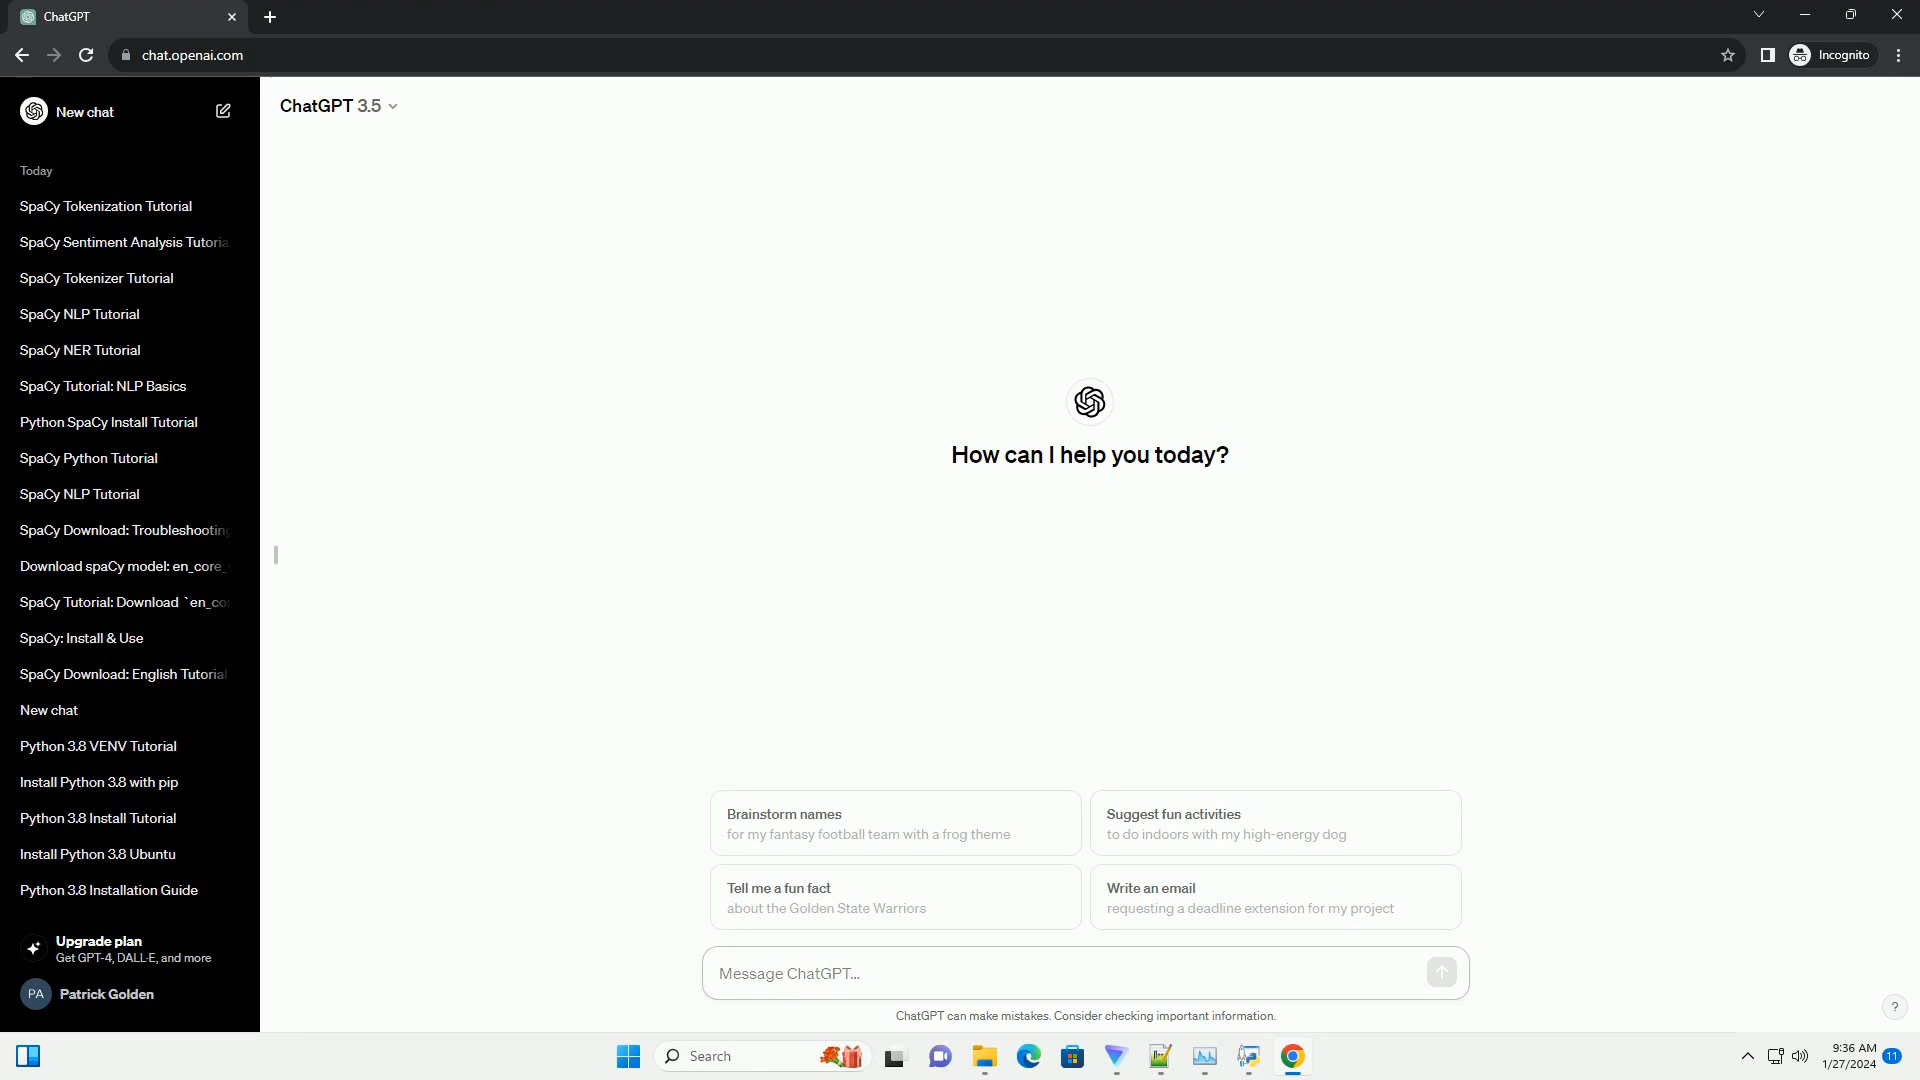 ChatGPT
chat.openai.com
Incognito
New chat
ChatGPT 3.5
Today
SpaCy Tokenization Tutorial
SpaCy Sentiment Analysis Tutoria
SpaCy Tokenizer Tutorial
SpaCy NLP Tutorial
SpaCy NER Tutorial
SpaCy Tutorial: NLP Basics
Python SpaCy Install Tutorial
SpaCy Python Tutorial
SpaCy NLP Tutorial
SpaCy Download: Troubleshooting
Download spaCy model: en_core_
SpaCy Tutorial: Download `en_co
SpaCy: Install & Use
SpaCy Download: English Tutorial
New chat
Python 3.8 VENV Tutorial
Install Python 3.8 with pip
Python 3.8 Install Tutorial
Install Python 3.8 Ubuntu
Python 3.8 Installation Guide
Upgrade plan
Get GPT-4, DALL·E, and more
PA Patrick Golden
How can I help you today?
Brainstorm names
for my fantasy football team with a frog theme
Suggest fun activities
to do indoors with my high-energy dog
Tell me a fun fact
about the Golden State Warriors
Write an email
requesting a deadline extension for my project
Message ChatGPT...
ChatGPT can make mistakes. Consider checking important information.
?
Search
9:36 AM
1/27/2024
11